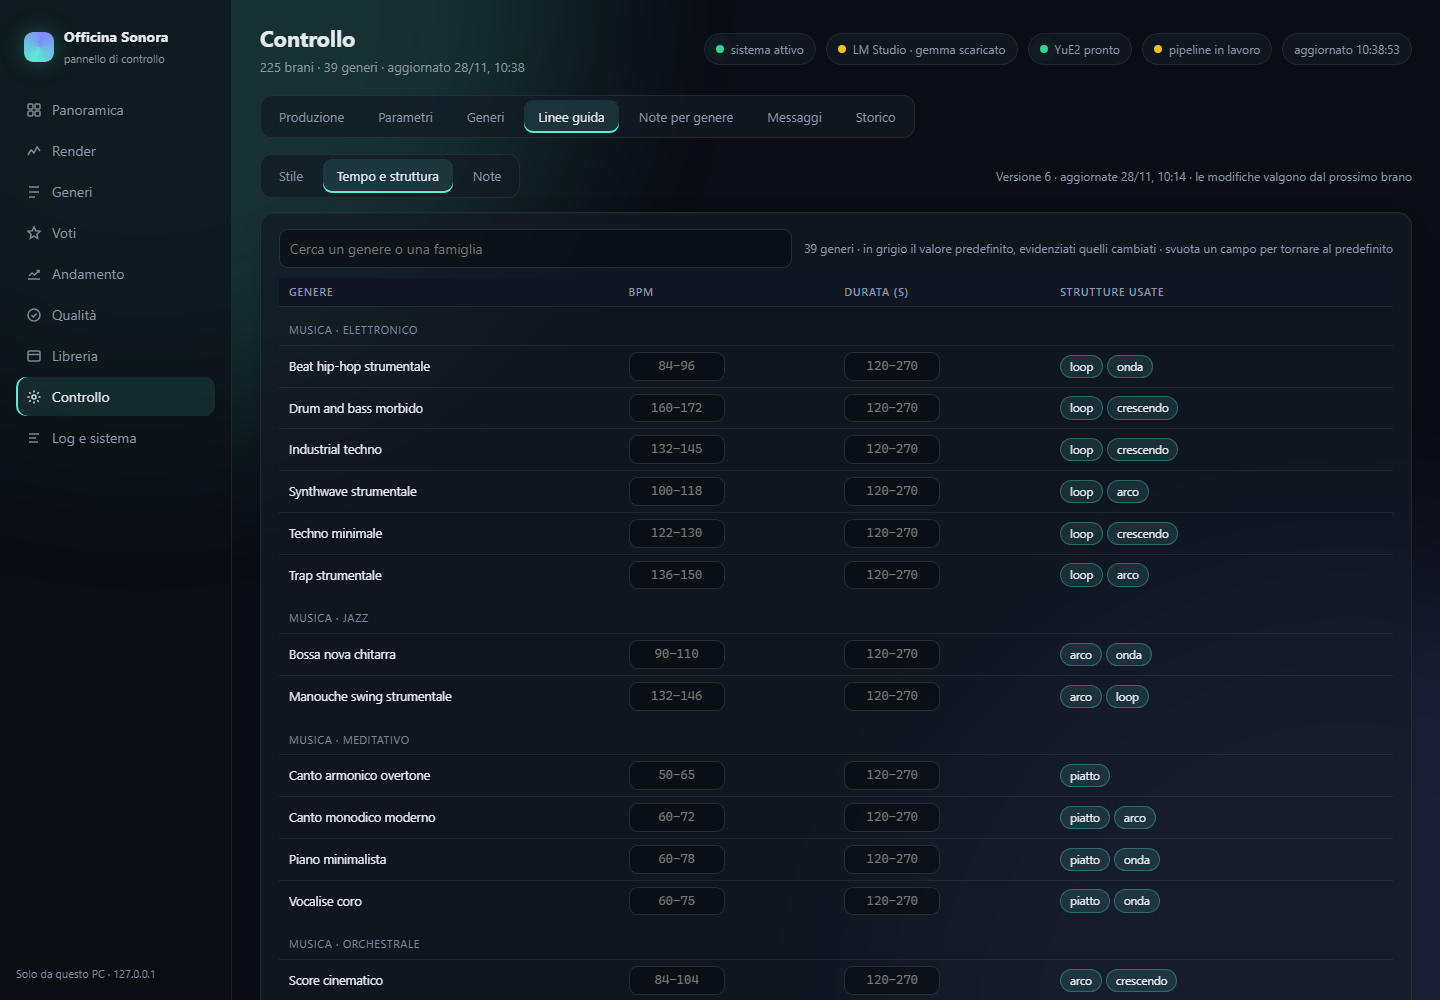 Officina Sonora
pannello di controllo
Panoramica
Render
Generi
Voti
Andamento
Qualità
Libreria
Controllo
Log e sistema
Solo da questo PC · 127.0.0.1
Controllo
225 brani · 39 generi · aggiornato 28/11, 10:38
sistema attivo
LM Studio · gemma scaricato
YuE2 pronto
pipeline in lavoro
aggiornato 10:38:53
Produzione Parametri Generi Linee guida Note per genere Messaggi Storico
Stile Tempo e struttura Note
Versione 6 · aggiornate 28/11, 10:14 · le modifiche valgono dal prossimo brano
Cerca un genere o una famiglia
39 generi · in grigio il valore predefinito, evidenziati quelli cambiati · svuota un campo per tornare al predefinito
GENERE BPM DURATA (S) STRUTTURE USATE
MUSICA · ELETTRONICO
Beat hip-hop strumentale 84–96 120–270 loop onda
Drum and bass morbido 160–172 120–270 loop crescendo
Industrial techno 132–145 120–270 loop crescendo
Synthwave strumentale 100–118 120–270 loop arco
Techno minimale 122–130 120–270 loop crescendo
Trap strumentale 136–150 120–270 loop arco
MUSICA · JAZZ
Bossa nova chitarra 90–110 120–270 arco onda
Manouche swing strumentale 132–146 120–270 arco loop
MUSICA · MEDITATIVO
Canto armonico overtone 50–65 120–270 piatto
Canto monodico moderno 60–72 120–270 piatto arco
Piano minimalista 60–78 120–270 piatto onda
Vocalise coro 60–75 120–270 piatto onda
MUSICA · ORCHESTRALE
Score cinematico 84–104 120–270 arco crescendo